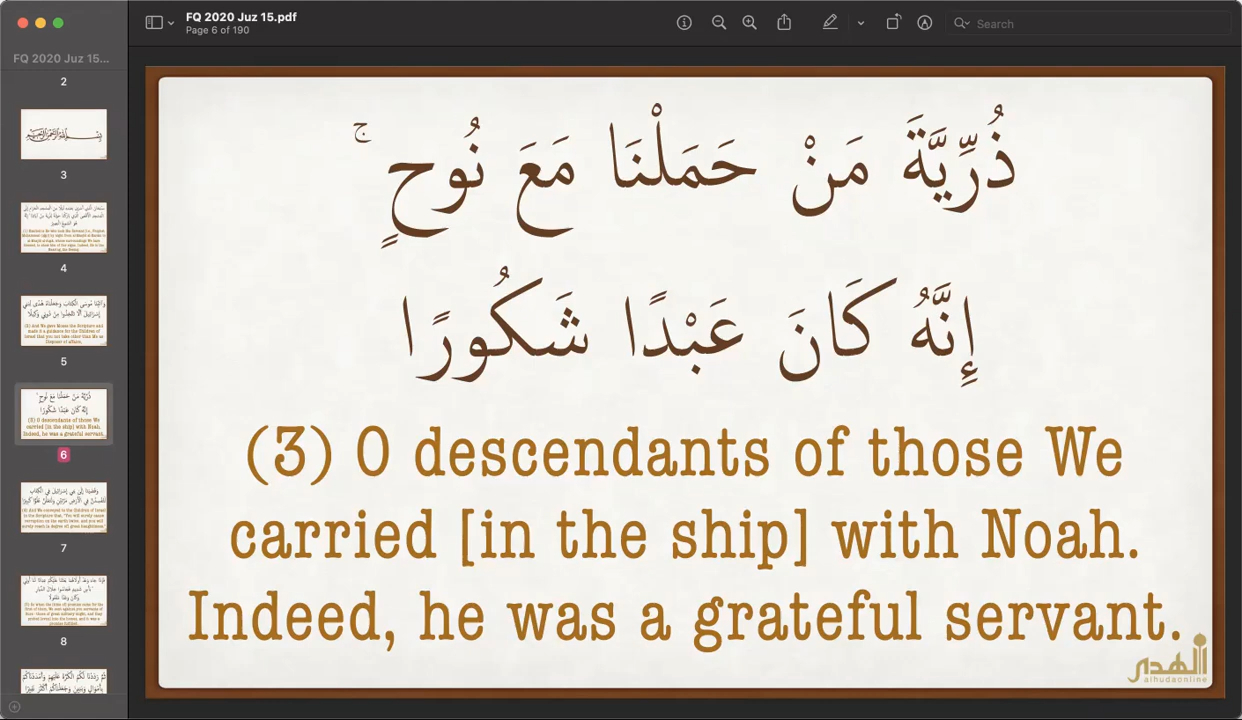 FQ 2020 Juz 15.pdf
Page 6 of 190
Search
FQ 2020 Juz 15...
2
3
4
5
6
7
8
ذُرِّيَّةَ مَنْ حَمَلْنَا مَعَ نُوحٍ ۚ
إِنَّهُ كَانَ عَبْدًا شَكُورًا
(3) O descendants of those We
carried [in the ship] with Noah.
Indeed, he was a grateful servant.
الهدى
alhudaonline